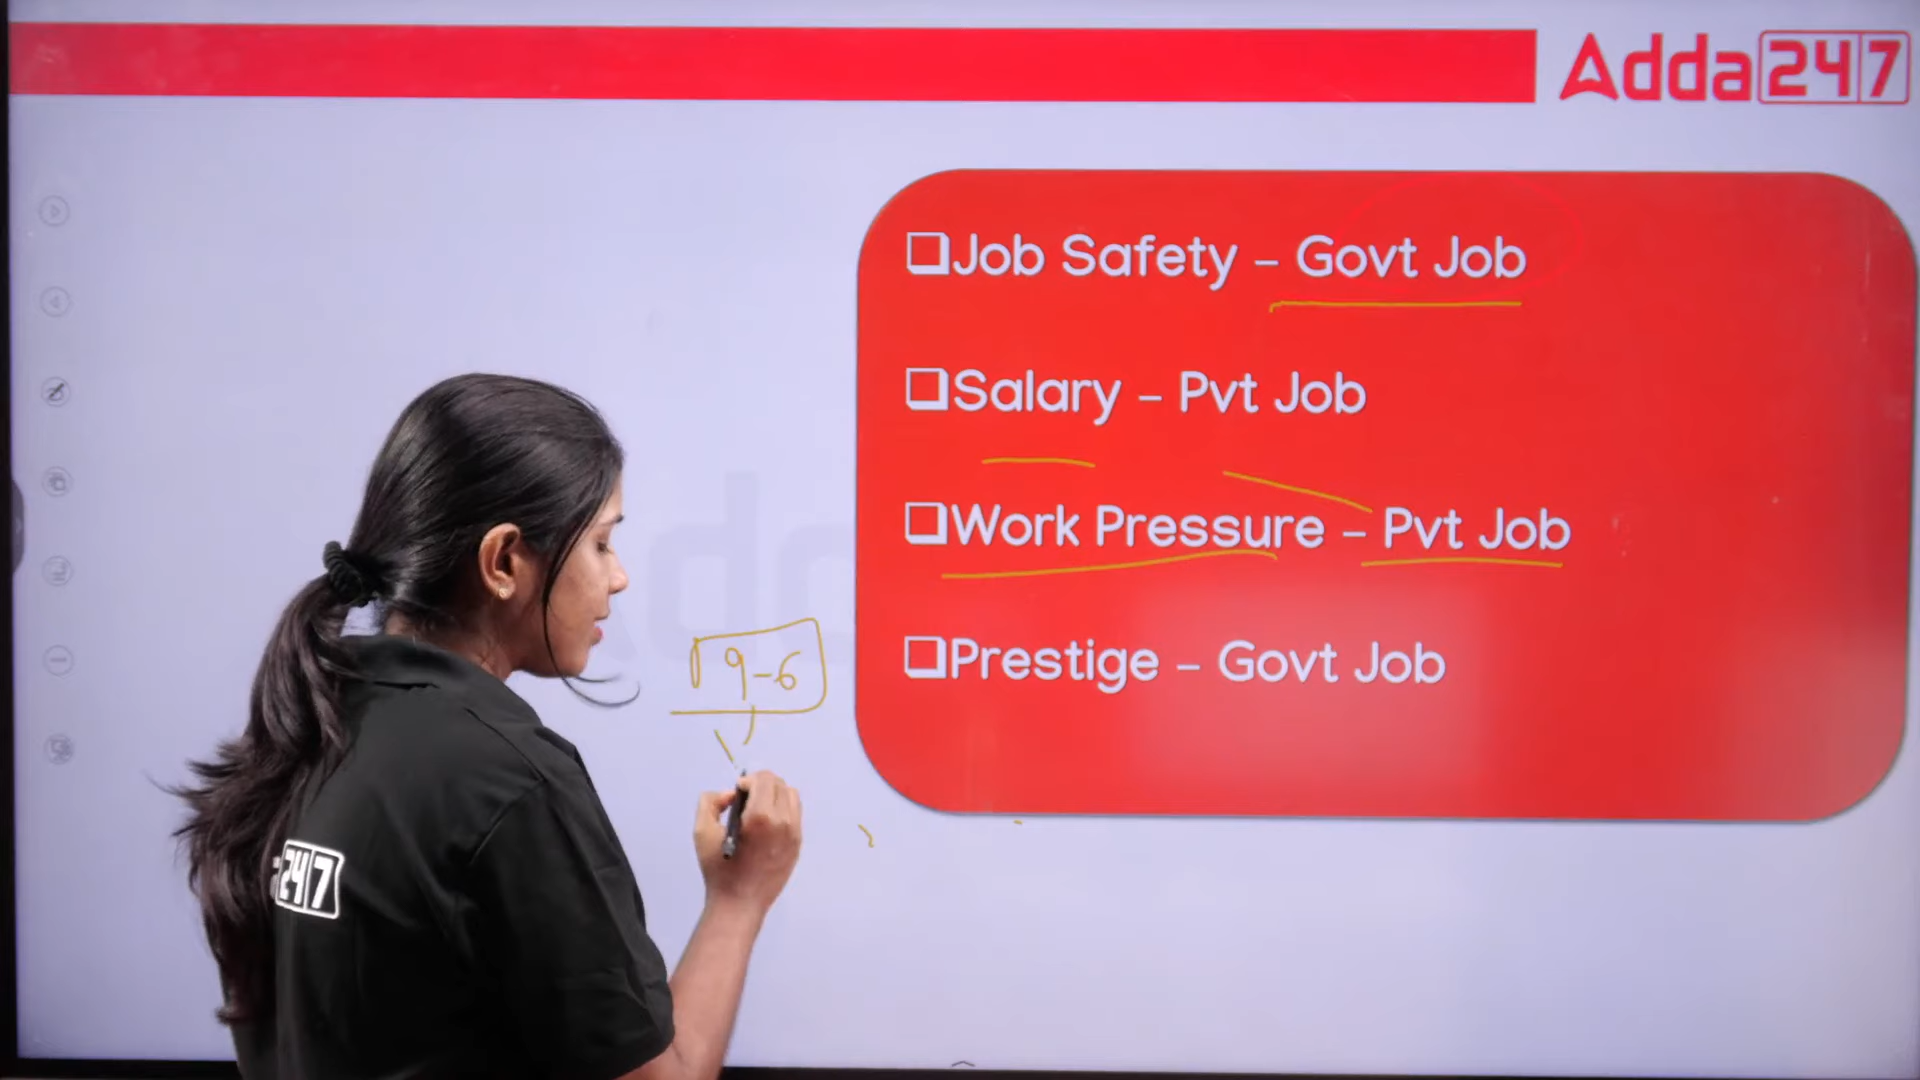 Adda247
Job Safety – Govt Job
Salary – Pvt Job
Work Pressure – Pvt Job
Prestige – Govt Job
9-6
247